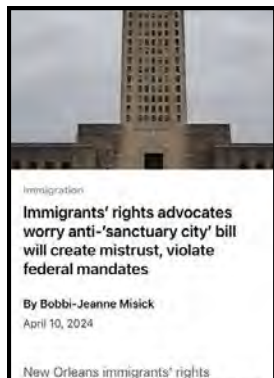 Immigration
Immigrants' rights advocates
worry anti-'sanctuary city' bill
will create mistrust, violate
federal mandates
By Bobbi-Jeanne Misick
April 10, 2024
New Orleans immigrants' rights